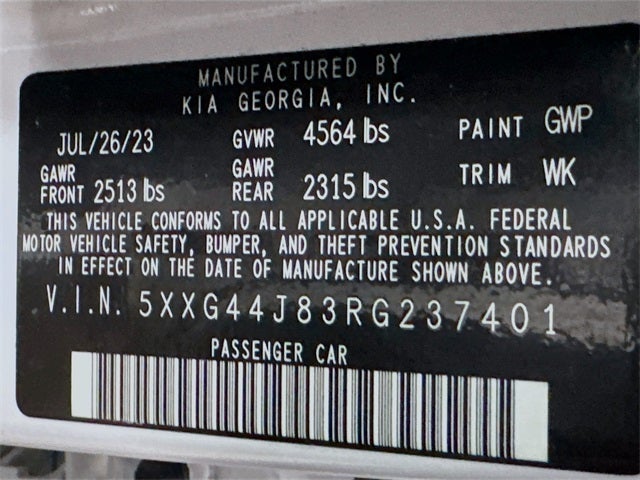 MANUFACTURED BY
KIA GEORGIA, INC.
JUL/26/23 GVWR 4564 lbs PAINT GWP
GAWR FRONT 2513 lbs GAWR REAR 2315 lbs TRIM WK
THIS VEHICLE CONFORMS TO ALL APPLICABLE U.S.A. FEDERAL
MOTOR VEHICLE SAFETY, BUMPER, AND THEFT PREVENTION STANDARDS
IN EFFECT ON THE DATE OF MANUFACTURE SHOWN ABOVE.
V.I.N. 5XXG44J83RG237401
PASSENGER CAR